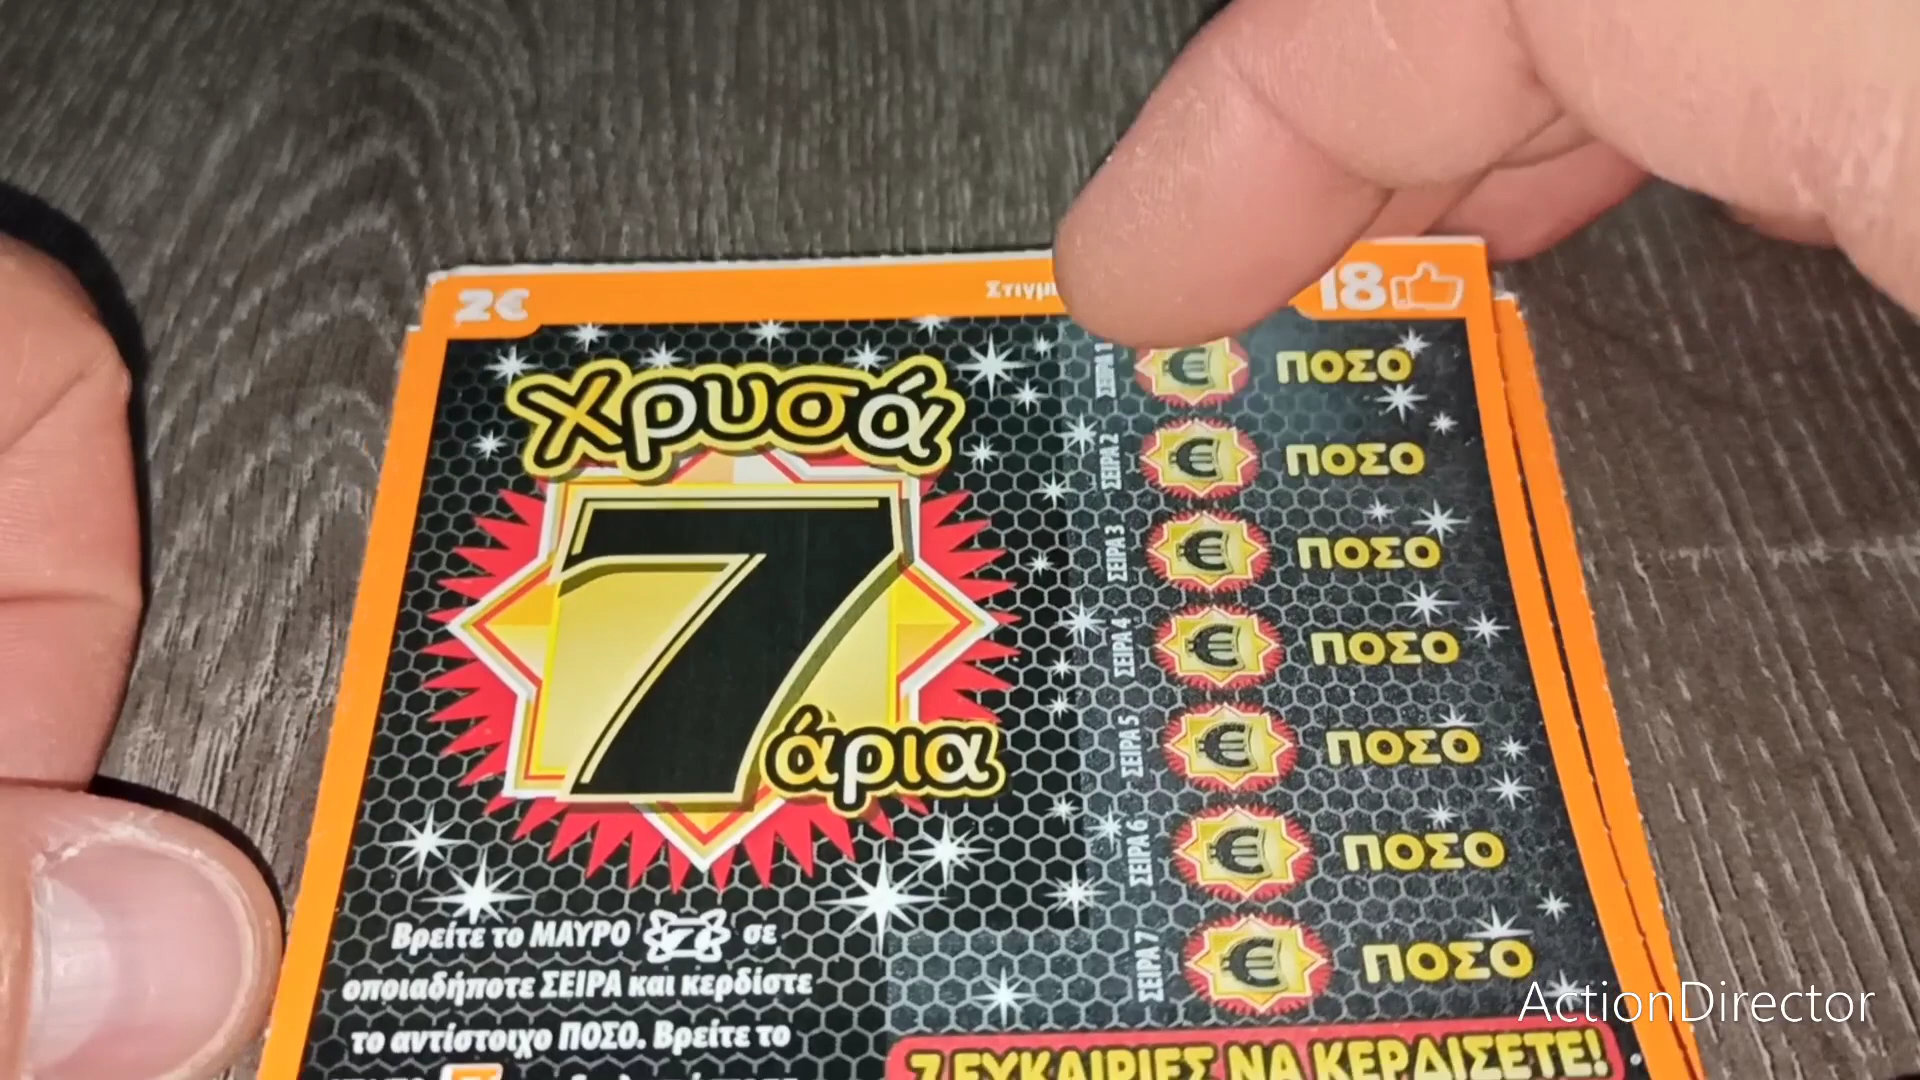 2€
18
Χρυσά
7
άρια
ΣΕΙΡΑ 1
ΠΟΣΟ
ΣΕΙΡΑ 2
ΠΟΣΟ
ΣΕΙΡΑ 3
ΠΟΣΟ
ΣΕΙΡΑ 4
ΠΟΣΟ
ΣΕΙΡΑ 5
ΠΟΣΟ
ΣΕΙΡΑ 6
ΠΟΣΟ
ΣΕΙΡΑ 7
ΠΟΣΟ
Βρείτε το ΜΑΥΡΟ 7 σε
οποιαδήποτε ΣΕΙΡΑ και κερδίστε
το αντίστοιχο ΠΟΣΟ. Βρείτε το
7 ΕΥΚΑΙΡΙΕΣ ΝΑ ΚΕΡΔΙΣΕΤΕ!
ActionDirector